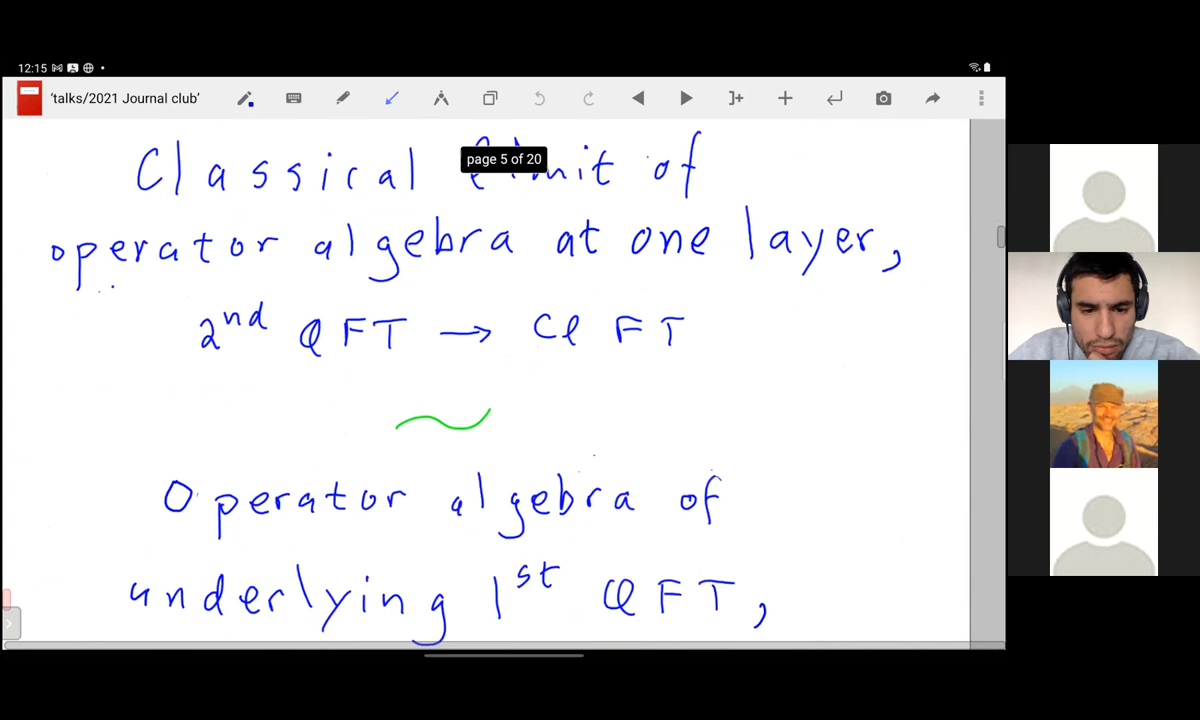 12:15
'talks/2021 Journal club'
page 5 of 20
Classical limit of
operator algebra at one layer,
2nd QFT → Cl FT
Operator algebra of
underlying 1st QFT,